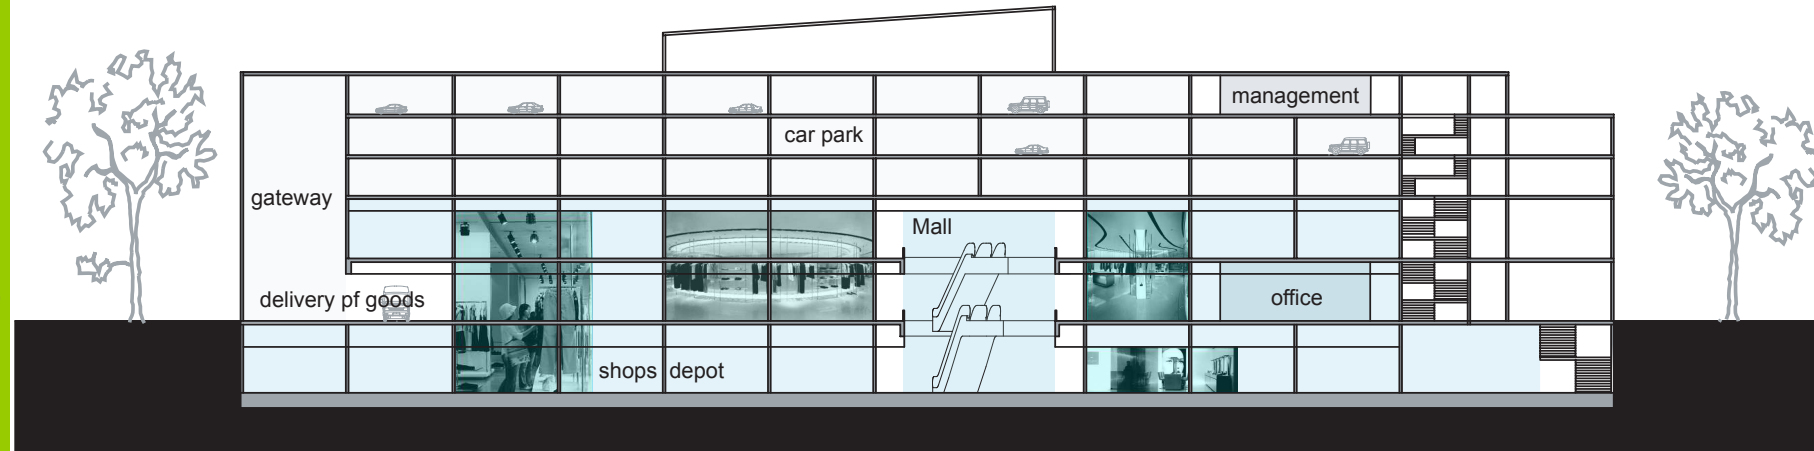 management
car park
gateway
Mall
delivery pf goods
office
shops depot